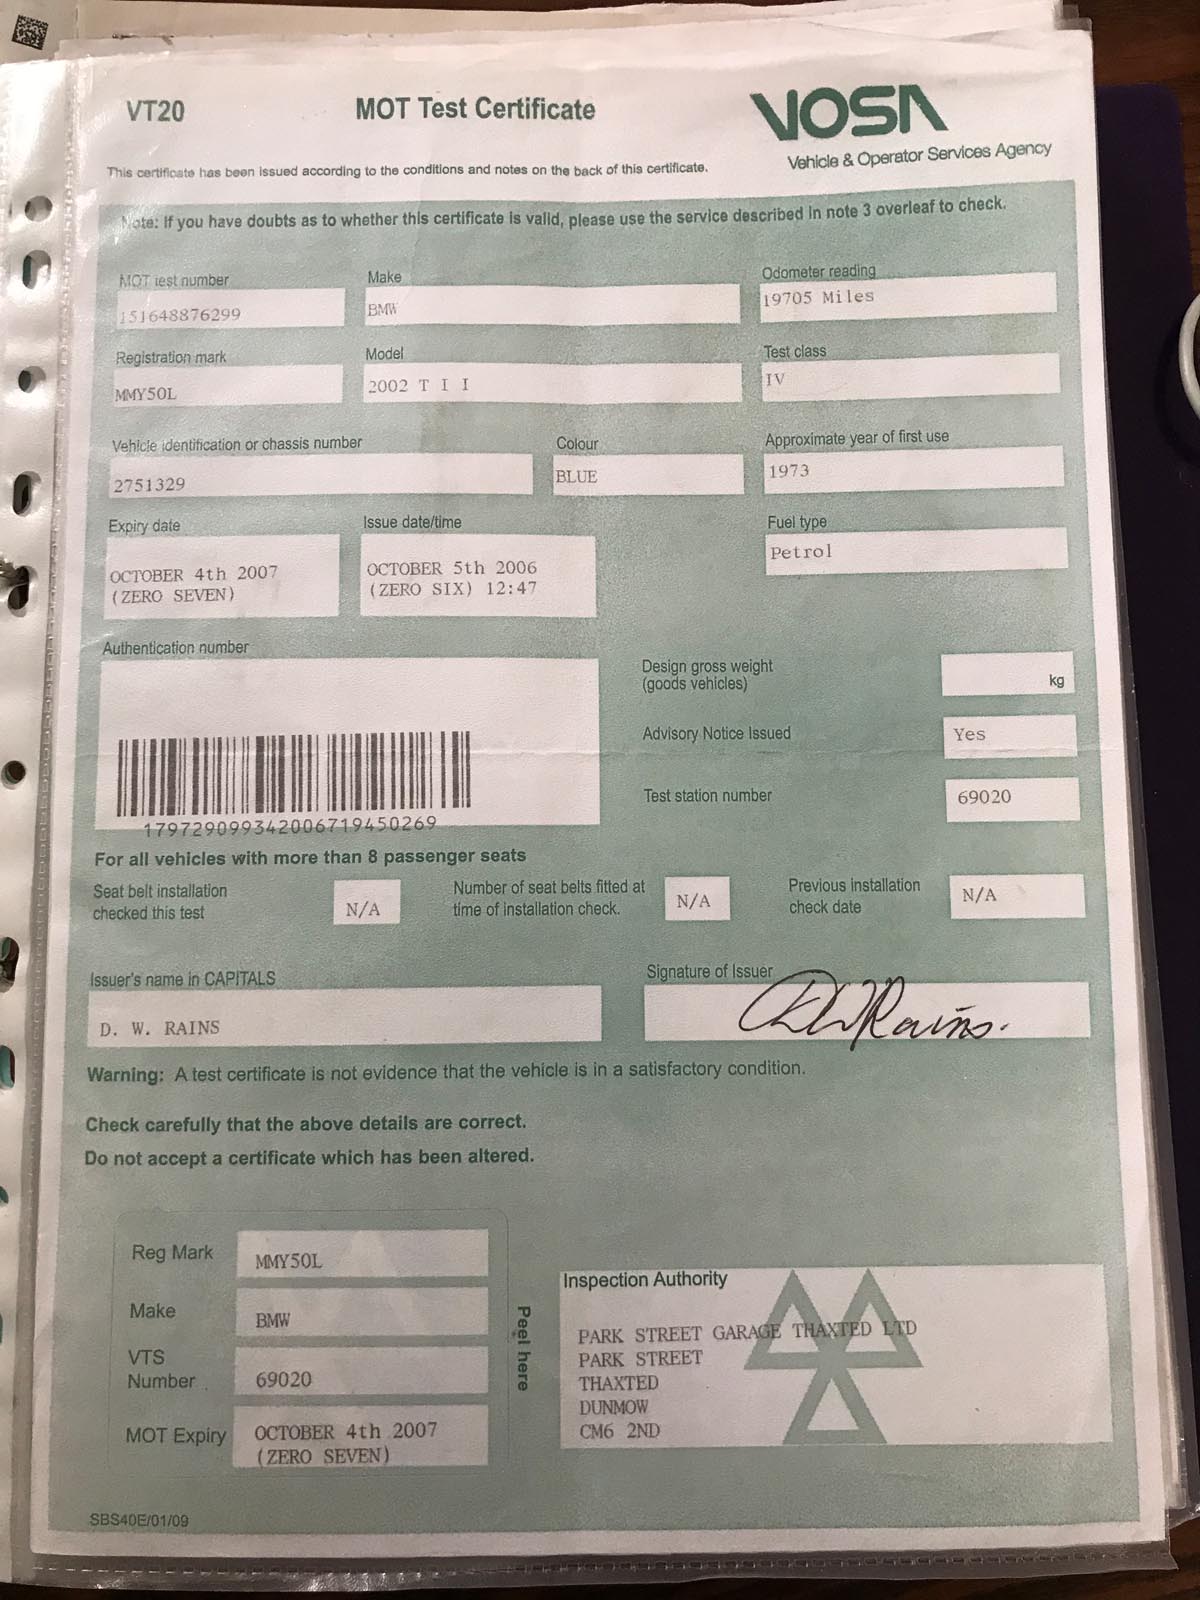 VT20
MOT Test Certificate
VOSA
Vehicle & Operator Services Agency
This certificate has been issued according to the conditions and notes on the back of this certificate.
Note: If you have doubts as to whether this certificate is valid, please use the service described in note 3 overleaf to check.
MOT test number
151648876299
Make
BMW
Odometer reading
19705 Miles
Registration mark
MMY50L
Model
2002 T I I
Test class
IV
Vehicle identification or chassis number
2751329
Colour
BLUE
Approximate year of first use
1973
Expiry date
OCTOBER 4th 2007
(ZERO SEVEN)
Issue date/time
OCTOBER 5th 2006
(ZERO SIX) 12:47
Fuel type
Petrol
Authentication number
179729099342006719450269
Design gross weight
(goods vehicles)
kg
Advisory Notice Issued
Yes
Test station number
69020
For all vehicles with more than 8 passenger seats
Seat belt installation
checked this test
N/A
Number of seat belts fitted at
time of installation check.
N/A
Previous installation
check date
N/A
Issuer's name in CAPITALS
D. W. RAINS
Signature of Issuer
DWRains.
Warning: A test certificate is not evidence that the vehicle is in a satisfactory condition.
Check carefully that the above details are correct.
Do not accept a certificate which has been altered.
Reg Mark
MMY50L
Make
BMW
VTS
Number
69020
MOT Expiry
OCTOBER 4th 2007
(ZERO SEVEN)
Peel here
Inspection Authority
PARK STREET GARAGE THAXTED LTD
PARK STREET
THAXTED
DUNMOW
CM6 2ND
SBS40E/01/09